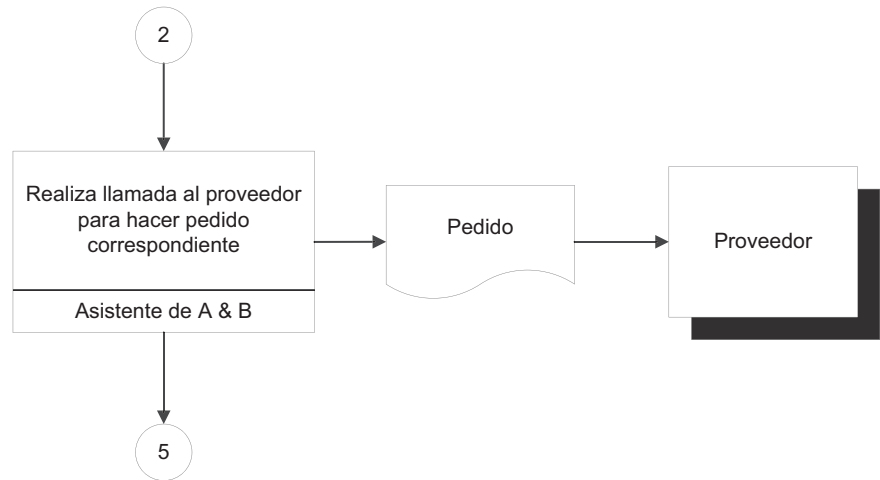 2
Realiza llamada al proveedor
para hacer pedido
correspondiente
Asistente de A & B
Pedido
Proveedor
5